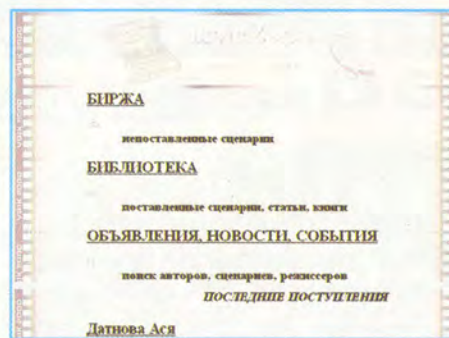 БИРЖА
непоставленные сценарии
БИБЛИОТЕКА
поставленные сценарии, статьи, книги
ОБЪЯВЛЕНИЯ, НОВОСТИ, СОБЫТИЯ
поиск авторов, сценариев, режиссеров
ПОСЛЕДНИЕ ПОСТУПЛЕНИЯ
Датнова Ася